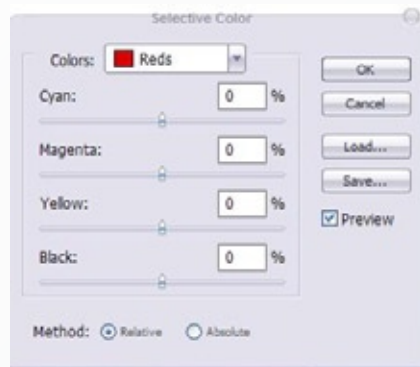 Selective Color
Colors: Reds
OK
Cyan: 0 %
Cancel
Magenta: 0 %
Load...
Save...
Yellow: 0 %
Preview
Black: 0 %
Method: Relative Absolute